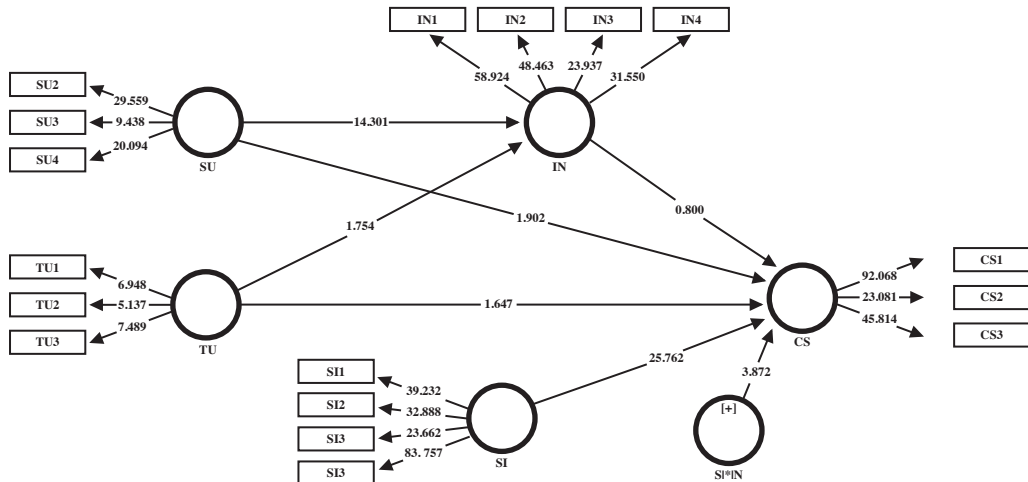 IN1 IN2 IN3 IN4
58.924 48.463 23.937 31.550
SU2
SU3
SU4
29.559
9.438
20.094
SU
14.301
IN
1.754
1.902
0.800
TU1
TU2
TU3
6.948
5.137
7.489
TU
1.647
CS
92.068
23.081
45.814
CS1
CS2
CS3
25.762
3.872
SI1
SI2
SI3
SI3
39.232
32.888
23.662
83.757
SI
[+]
SI*IN